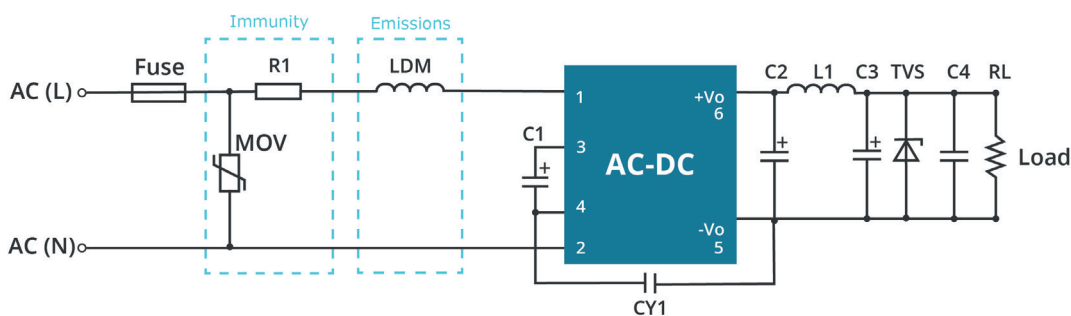 Immunity
Emissions
Fuse
R1
LDM
C2
L1
C3
TVS
C4
RL
AC (L)
1
+Vo
6
MOV
C1
3
+
AC-DC
+
+
Load
4
AC (N)
2
-Vo
5
CY1